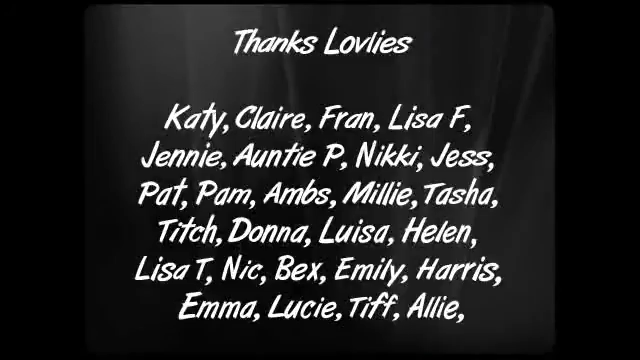 Thanks Lovlies
Katy, Claire, Fran, Lisa F,
Jennie, Auntie P, Nikki, Jess,
Pat, Pam, Ambs, Millie, Tasha,
Titch, Donna, Luisa, Helen,
Lisa T, Nic, Bex, Emily, Harris,
Emma, Lucie, Tiff, Allie,